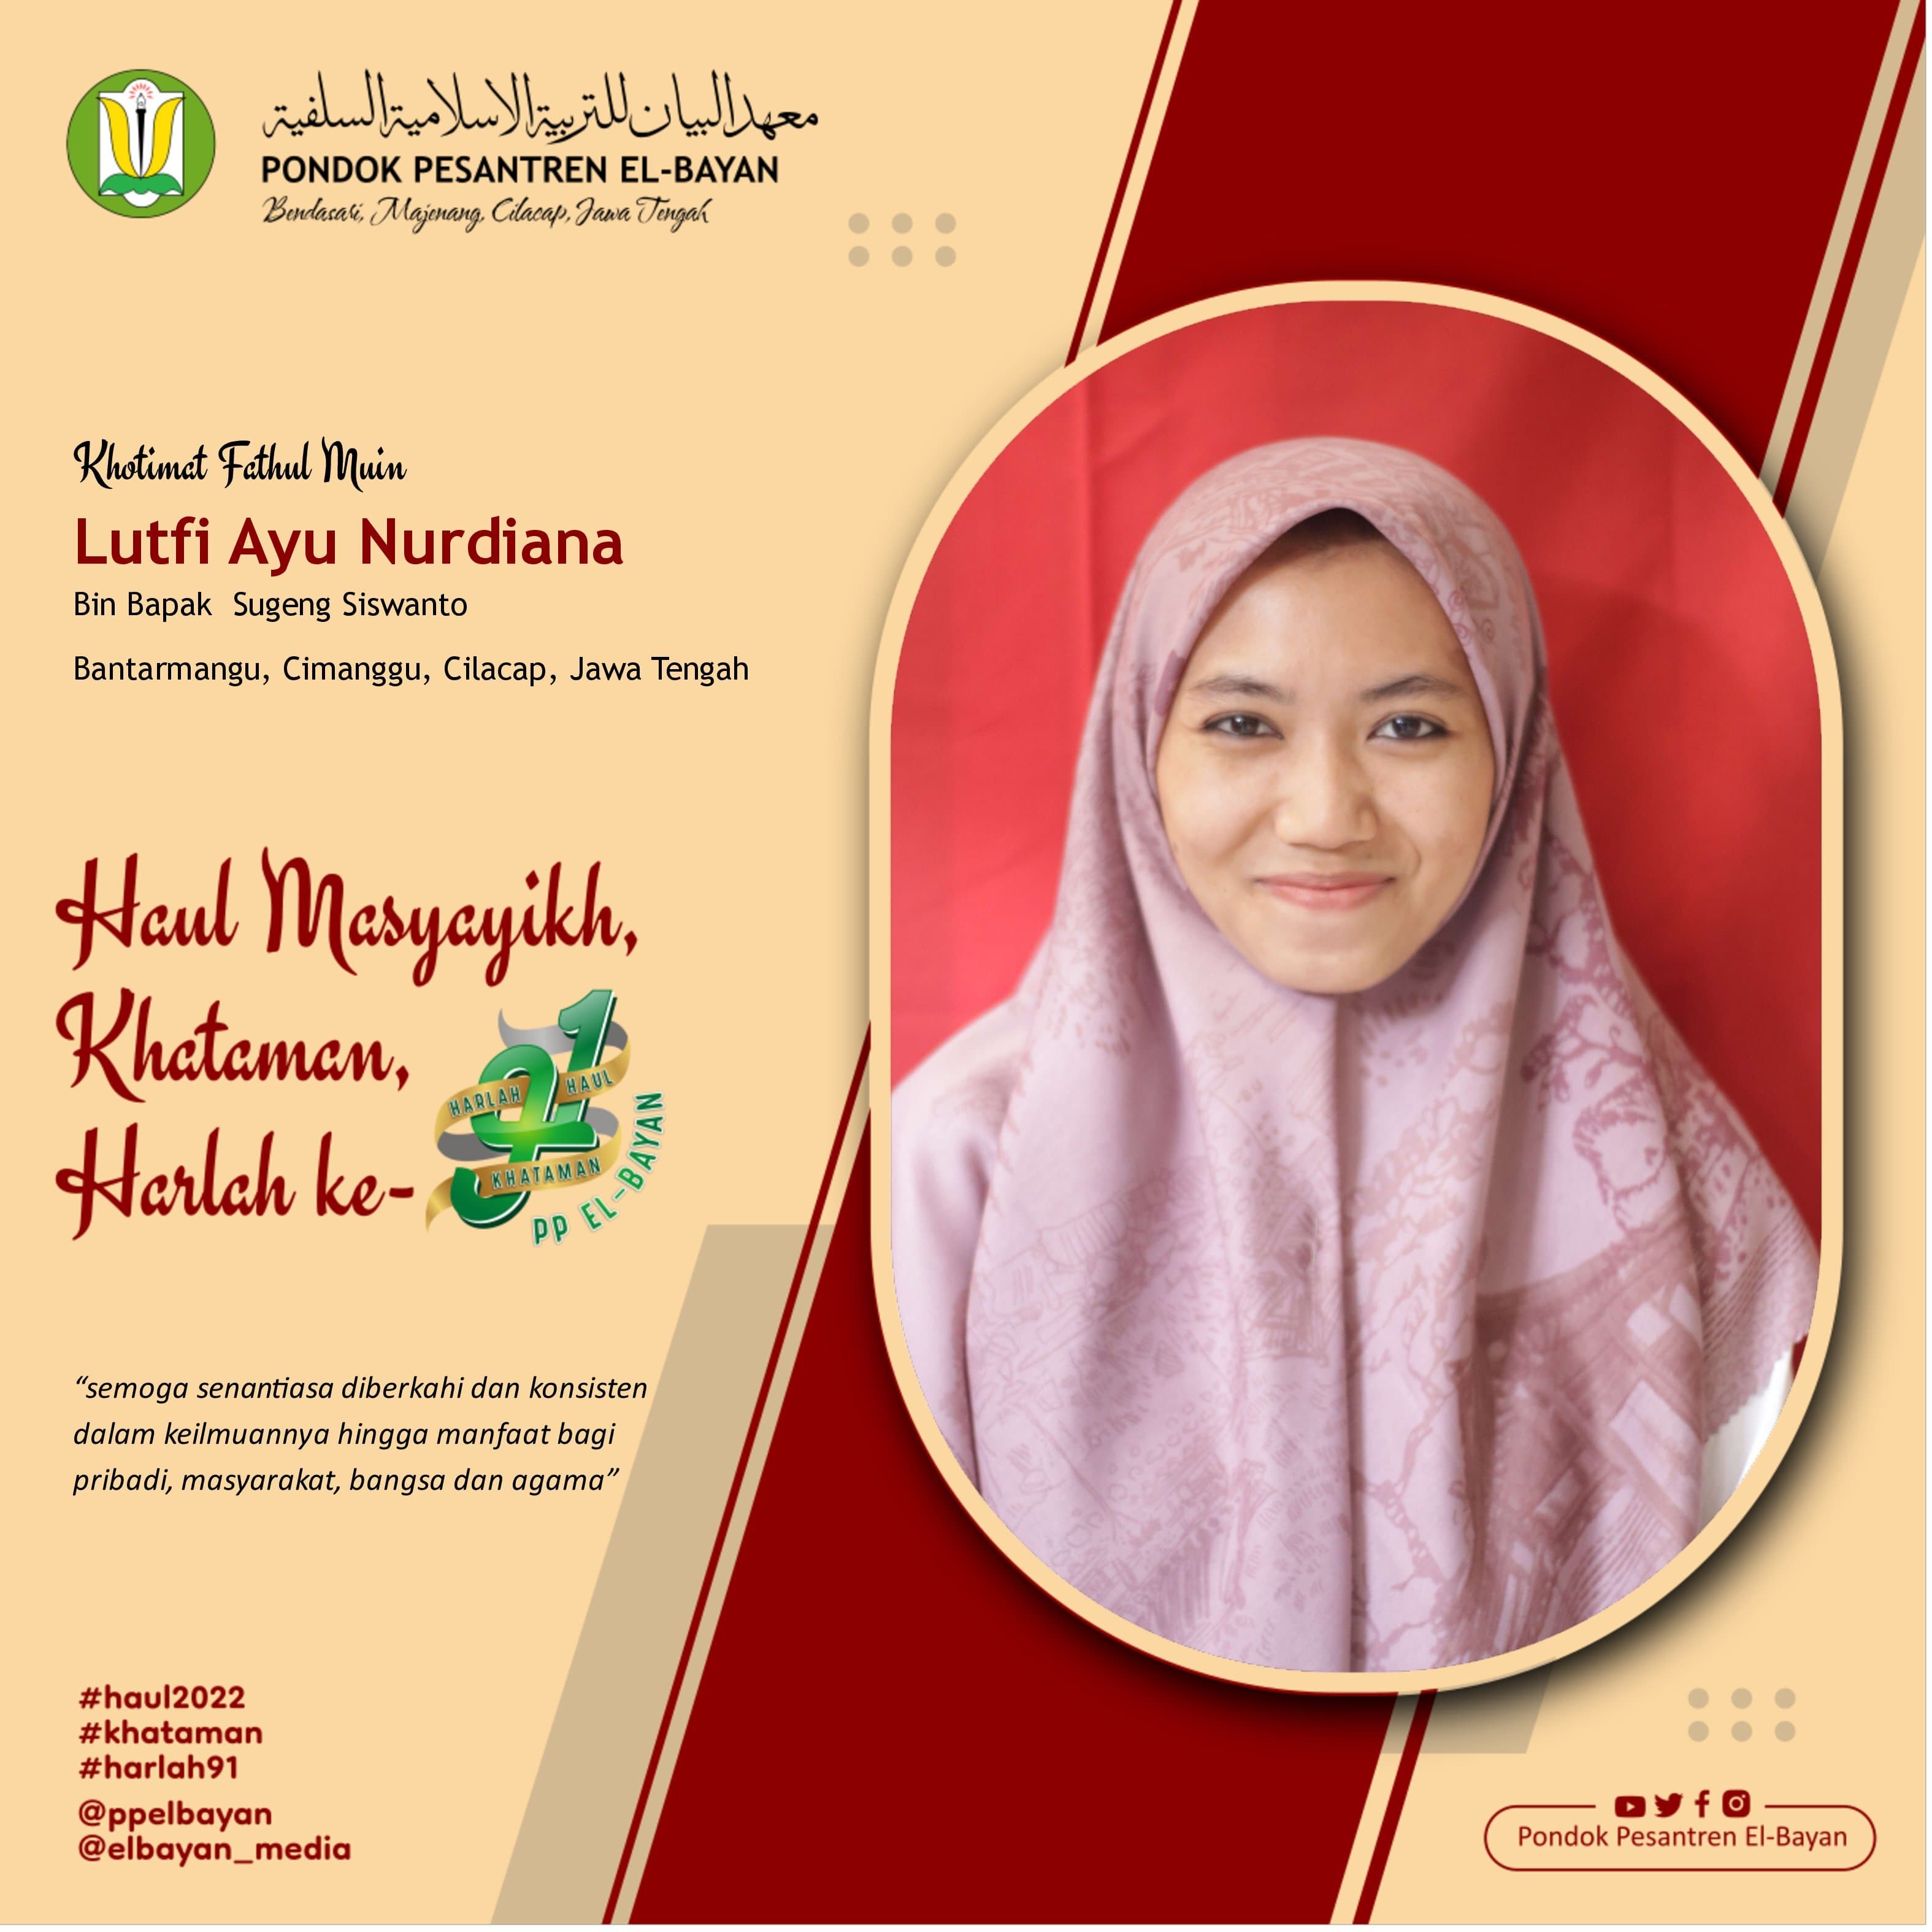 معهد البيان للتربية الاسلامية السلفية
PONDOK PESANTREN EL-BAYAN
Bendasari, Majenang, Cilacap, Jawa Tengah
Khotimat Fathul Muin
Lutfi Ayu Nurdiana
Bin Bapak  Sugeng Siswanto
Bantarmangu, Cimanggu, Cilacap, Jawa Tengah
Haul Masyayikh,
Khataman,
Harlah ke-
91
HARLAH HAUL
KHATAMAN
PP EL-BAYAN
“semoga senantiasa diberkahi dan konsisten
dalam keilmuannya hingga manfaat bagi
pribadi, masyarakat, bangsa dan agama”
#haul2022
#khataman
#harlah91
@ppelbayan
@elbayan_media
Pondok Pesantren El-Bayan